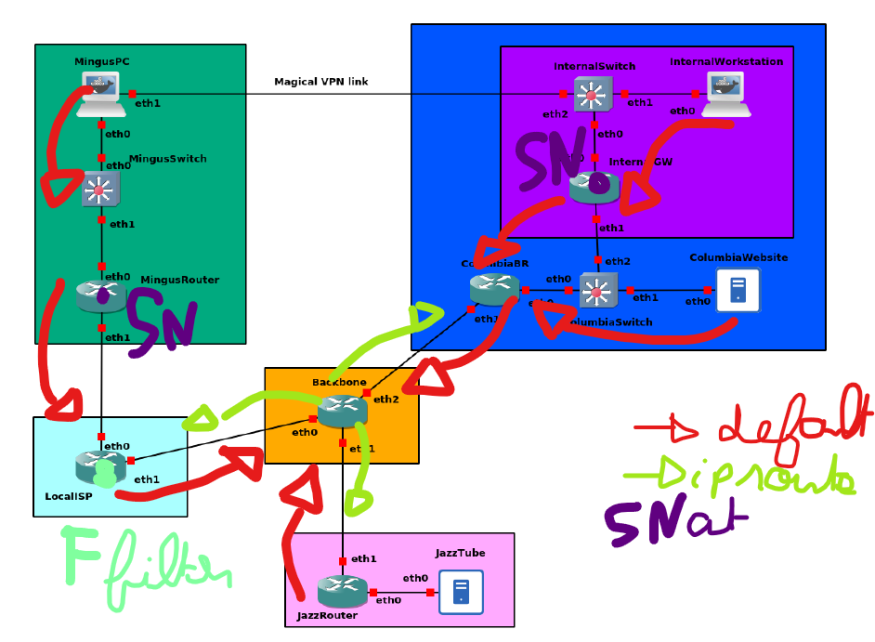 MingusPC
InternalSwitch
InternalWorkstation
Magical VPN link
eth1
eth1
eth0
eth2
eth0
eth0
eth0
MingusSwitch
SN
InternalGW
eth1
eth1
eth2
ColumbiaBR
ColumbiaWebsite
eth0
MingusRouter
eth0
eth0
eth1
eth0
SN
eth1
eth1
ColumbiaSwitch
Backbone
eth2
eth0
default
eth0
eth1
eth1
iproute
LocalISP
SNat
F filter
eth1
JazzTube
eth0
eth0
JazzRouter